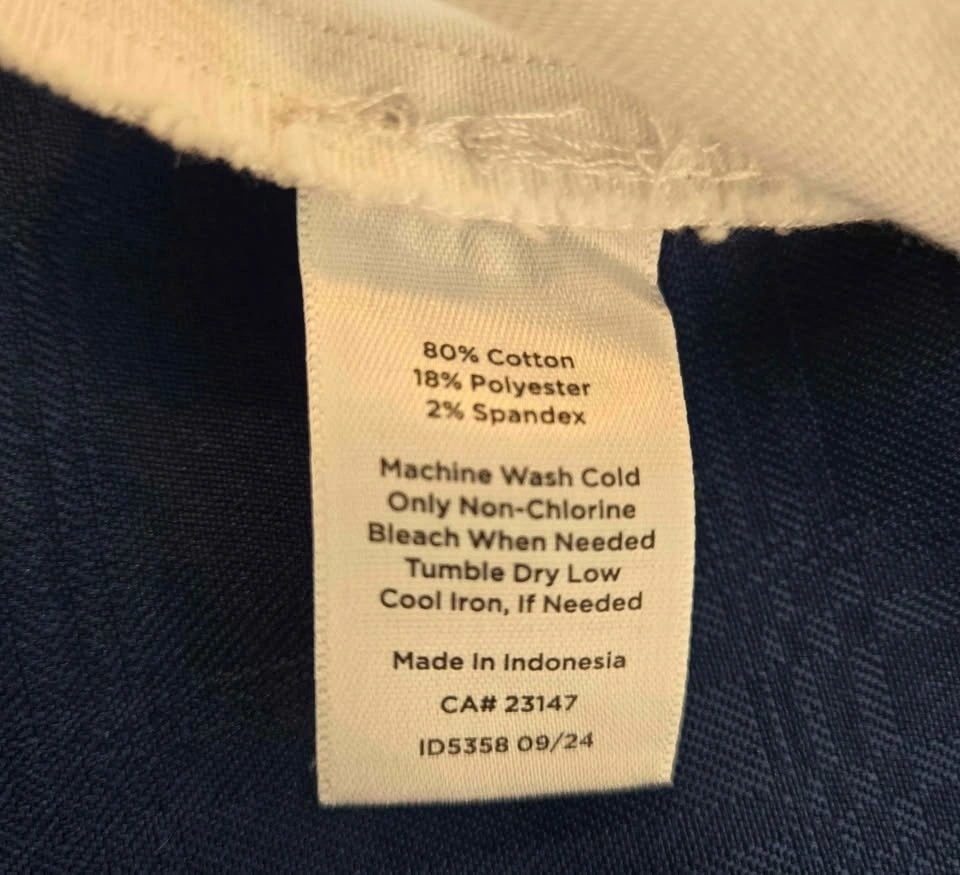 80% Cotton
18% Polyester
2% Spandex
Machine Wash Cold
Only Non-Chlorine
Bleach When Needed
Tumble Dry Low
Cool Iron, If Needed
Made In Indonesia
CA# 23147
ID5358 09/24